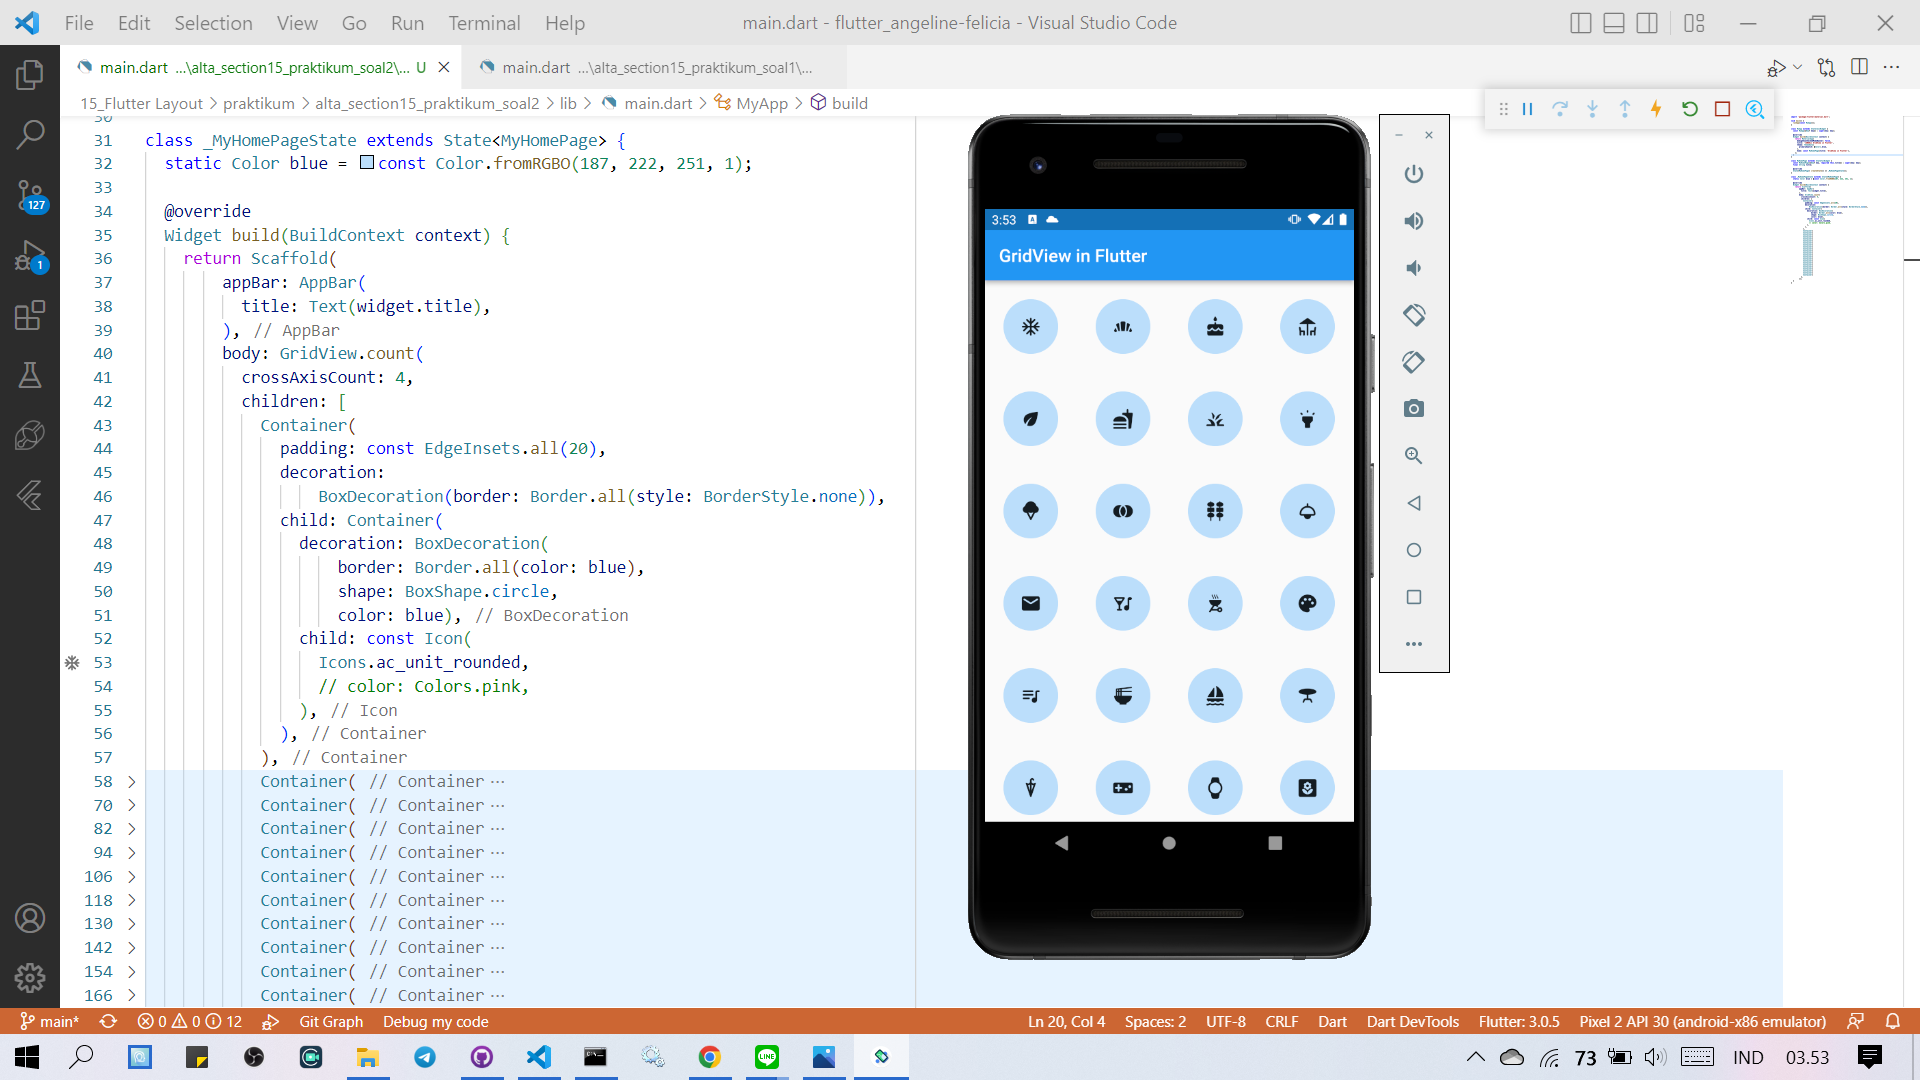 File Edit Selection View Go Run Terminal Help
main.dart - flutter_angeline-felicia - Visual Studio Code
main.dart ...\alta_section15_praktikum_soal2\... U
main.dart ...\alta_section15_praktikum_soal1\...
15_Flutter Layout > praktikum > alta_section15_praktikum_soal2 > lib > main.dart > MyApp > build
30
31 class _MyHomePageState extends State<MyHomePage> {
32 static Color blue = const Color.fromRGBO(187, 222, 251, 1);
33
34 @override
35 Widget build(BuildContext context) {
36 return Scaffold(
37 appBar: AppBar(
38 title: Text(widget.title),
39 ), // AppBar
40 body: GridView.count(
41 crossAxisCount: 4,
42 children: [
43 Container(
44 padding: const EdgeInsets.all(20),
45 decoration:
46 BoxDecoration(border: Border.all(style: BorderStyle.none)),
47 child: Container(
48 decoration: BoxDecoration(
49 border: Border.all(color: blue),
50 shape: BoxShape.circle,
51 color: blue), // BoxDecoration
52 child: const Icon(
53 Icons.ac_unit_rounded,
54 // color: Colors.pink,
55 ), // Icon
56 ), // Container
57 ), // Container
58 > Container( // Container ...
70 > Container( // Container ...
82 > Container( // Container ...
94 > Container( // Container ...
106 > Container( // Container ...
118 > Container( // Container ...
130 > Container( // Container ...
142 > Container( // Container ...
154 > Container( // Container ...
166 > Container( // Container ...
127
1
3:53 A
GridView in Flutter
main* 0 0 12 Git Graph Debug my code
Ln 20, Col 4 Spaces: 2 UTF-8 CRLF Dart Dart DevTools Flutter: 3.0.5 Pixel 2 API 30 (android-x86 emulator)
LINE
73 IND 03.53